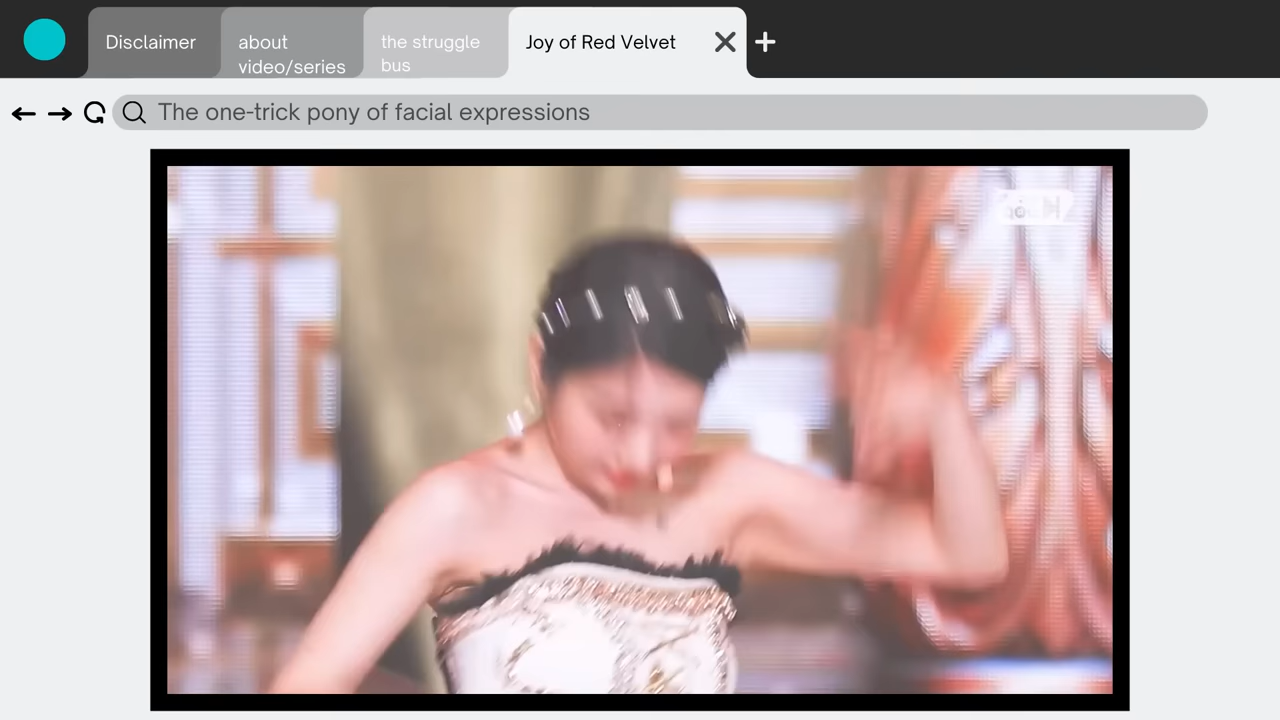 Disclaimer
about
video/series
the struggle
bus
Joy of Red Velvet
The one-trick pony of facial expressions